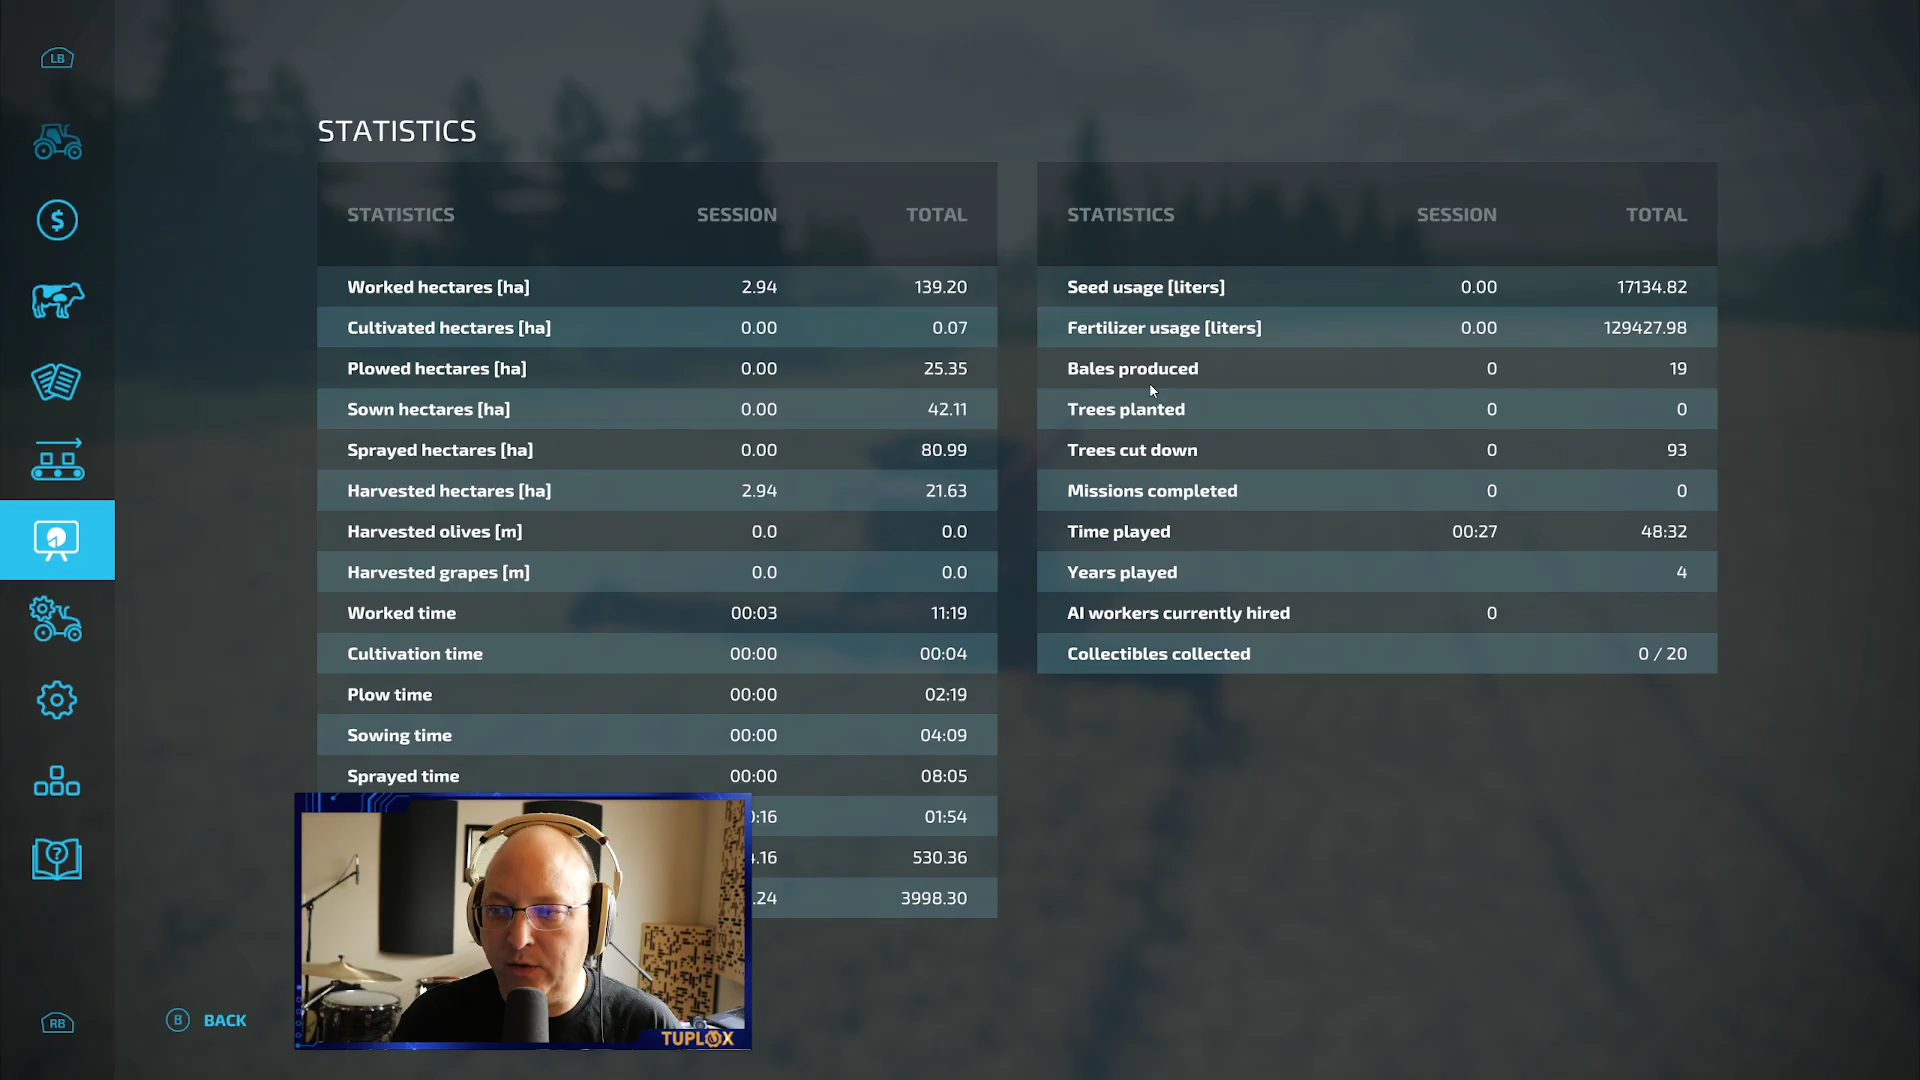 LB
STATISTICS
STATISTICS SESSION TOTAL
Worked hectares [ha] 2.94 139.20
Cultivated hectares [ha] 0.00 0.07
Plowed hectares [ha] 0.00 25.35
Sown hectares [ha] 0.00 42.11
Sprayed hectares [ha] 0.00 80.99
Harvested hectares [ha] 2.94 21.63
Harvested olives [m] 0.0 0.0
Harvested grapes [m] 0.0 0.0
Worked time 00:03 11:19
Cultivation time 00:00 00:04
Plow time 00:00 02:19
Sowing time 00:00 04:09
Sprayed time 00:00 08:05
:16 01:54
.16 530.36
.24 3998.30
STATISTICS SESSION TOTAL
Seed usage [liters] 0.00 17134.82
Fertilizer usage [liters] 0.00 129427.98
Bales produced 0 19
Trees planted 0 0
Trees cut down 0 93
Missions completed 0 0
Time played 00:27 48:32
Years played 4
AI workers currently hired 0
Collectibles collected 0 / 20
RB
B BACK
TUPLOX